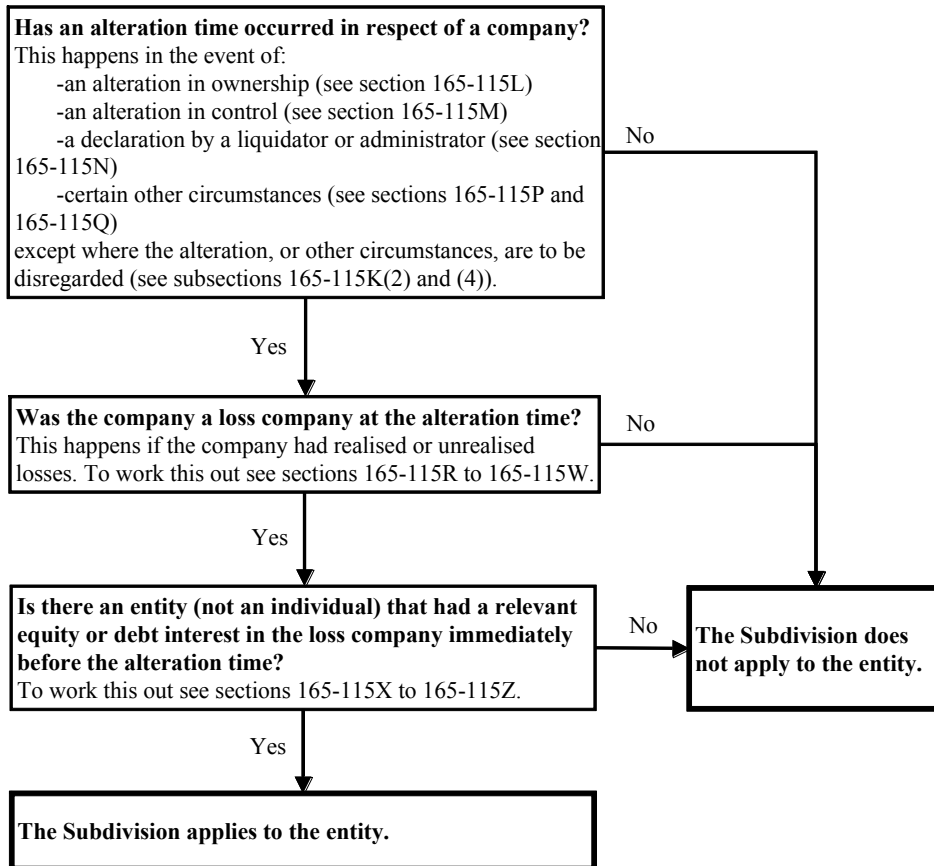 Has an alteration time occurred in respect of a company?
This happens in the event of:
-an alteration in ownership (see section 165-115L)
-an alteration in control (see section 165-115M)
-a declaration by a liquidator or administrator (see section
165-115N)
-certain other circumstances (see sections 165-115P and
165-115Q)
except where the alteration, or other circumstances, are to be
disregarded (see subsections 165-115K(2) and (4)).
No
Yes
Was the company a loss company at the alteration time?
This happens if the company had realised or unrealised
losses. To work this out see sections 165-115R to 165-115W.
No
Yes
Is there an entity (not an individual) that had a relevant
equity or debt interest in the loss company immediately
before the alteration time?
To work this out see sections 165-115X to 165-115Z.
No
The Subdivision does
not apply to the entity.
Yes
The Subdivision applies to the entity.